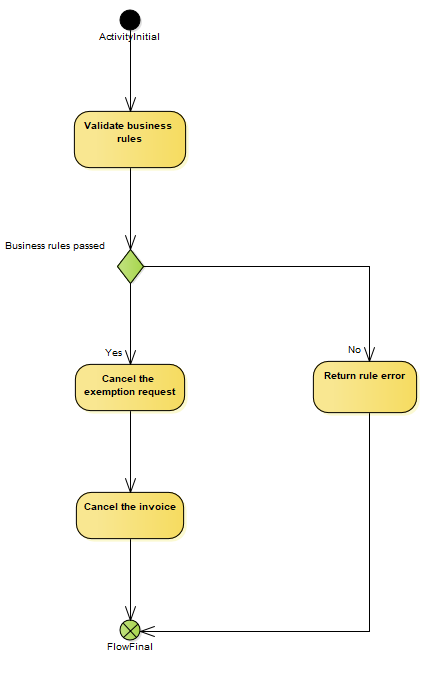 ActivityInitial
Validate business
rules
Business rules passed
Yes
No
Cancel the
exemption request
Return rule error
Cancel the invoice
FlowFinal